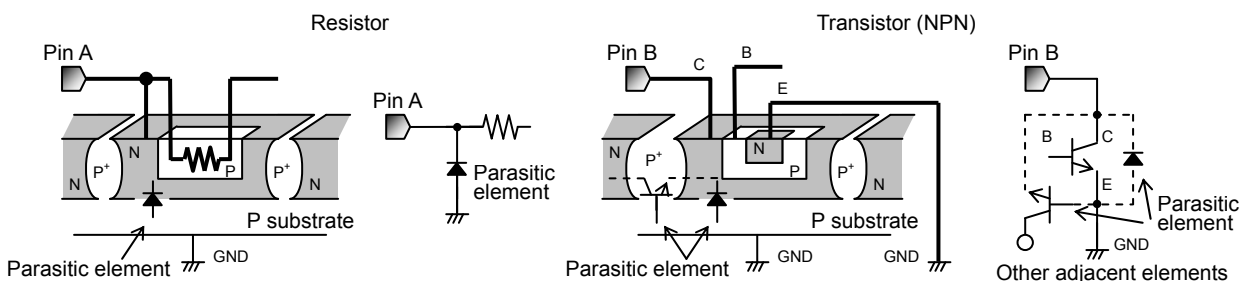 Resistor
Pin A
N
N
P+
P
P+
N
P substrate
Parasitic element
GND
Pin A
Parasitic
element
Transistor (NPN)
Pin B
C
B
E
N
N
P+
P
P+
N
P substrate
Parasitic element
GND
GND
Pin B
B
C
E
Parasitic
element
GND
Other adjacent elements